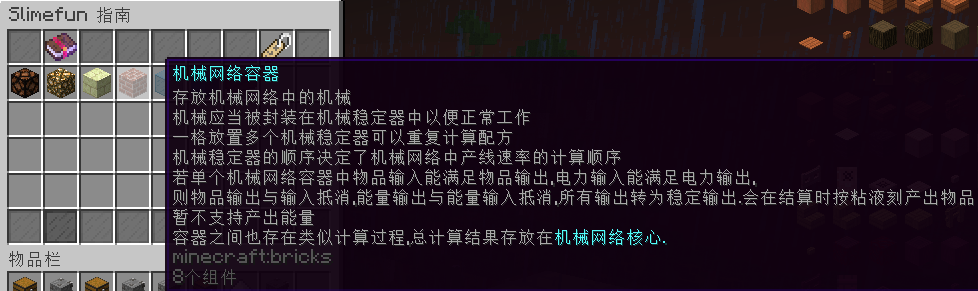 Slimefun 指南
机械网络容器
存放机械网络中的机械
机械应当被封装在机械稳定器中以便正常工作
一格放置多个机械稳定器可以重复计算配方
机械稳定器的顺序决定了机械网络中产线速率的计算顺序
若单个机械网络容器中物品输入能满足物品输出,电力输入能满足电力输出,
则物品输出与输入抵消,能量输出与能量输入抵消,所有输出转为稳定输出.会在结算时按粘液刻产出物品
暂不支持产出能量
容器之间也存在类似计算过程,总计算结果存放在机械网络核心.
minecraft:bricks
8个组件
物品栏